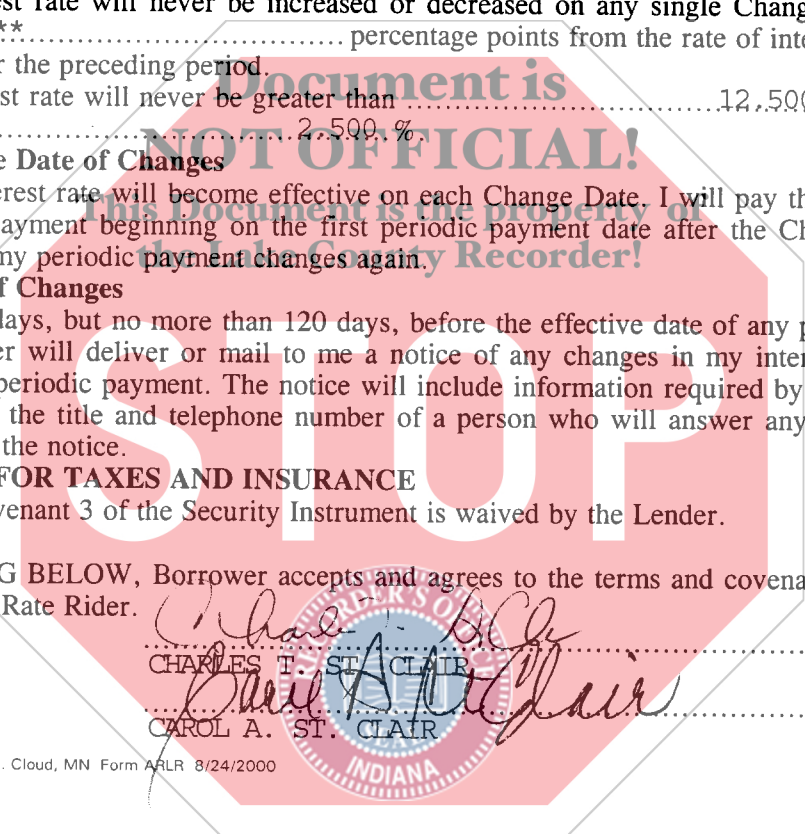 est rate will never be increased or decreased on any single Chang
**.................................. percentage points from the rate of inte
r the preceding period.
st rate will never be greater than ..................................12.500
..................................2.500 %.
e Date of Changes
erest rate will become effective on each Change Date. I will pay th
ayment beginning on the first periodic payment date after the Ch
my periodic payment changes again.
f Changes
days, but no more than 120 days, before the effective date of any p
er will deliver or mail to me a notice of any changes in my inter
periodic payment. The notice will include information required by
the title and telephone number of a person who will answer any
the notice.
FOR TAXES AND INSURANCE
venant 3 of the Security Instrument is waived by the Lender.
G BELOW, Borrower accepts and agrees to the terms and covena
Rate Rider.
CHARLES T. ST CLAIR
Carol A St Clair
CAROL A. ST. CLAIR
. Cloud, MN Form ARLR 8/24/2000
Document is
NOT OFFICIAL!
This Document is the property of
the Lake County Recorder!
STOP
RECORDER'S OFFICE
INDIANA